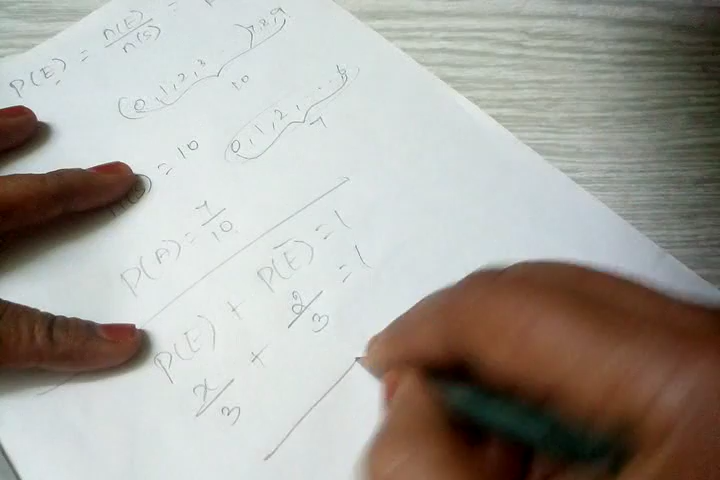 P(E) = n(E)/n(S) =
(0, 1, 2, 3 ... 7, 8, 9
10
0, 1, 2, ... 6
7
= 10
P(A) = 7/10
P(E) + P(Ē) = 1
x/3 + 2/3 = 1